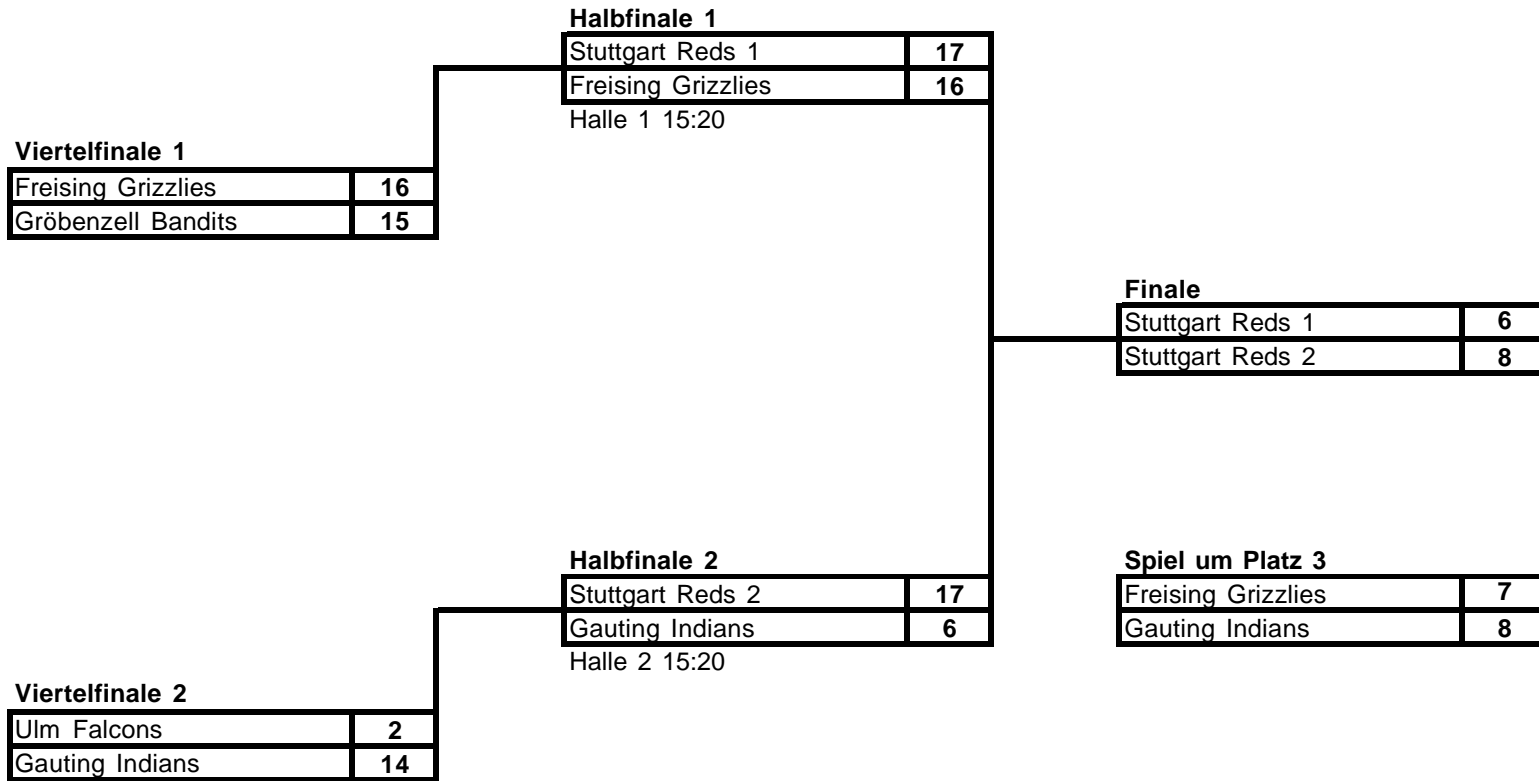 Halbfinale 1
Stuttgart Reds 1 17
Freising Grizzlies 16
Halle 1 15:20
Viertelfinale 1
Freising Grizzlies 16
Gröbenzell Bandits 15
Finale
Stuttgart Reds 1 6
Stuttgart Reds 2 8
Halbfinale 2
Stuttgart Reds 2 17
Gauting Indians 6
Halle 2 15:20
Spiel um Platz 3
Freising Grizzlies 7
Gauting Indians 8
Viertelfinale 2
Ulm Falcons 2
Gauting Indians 14